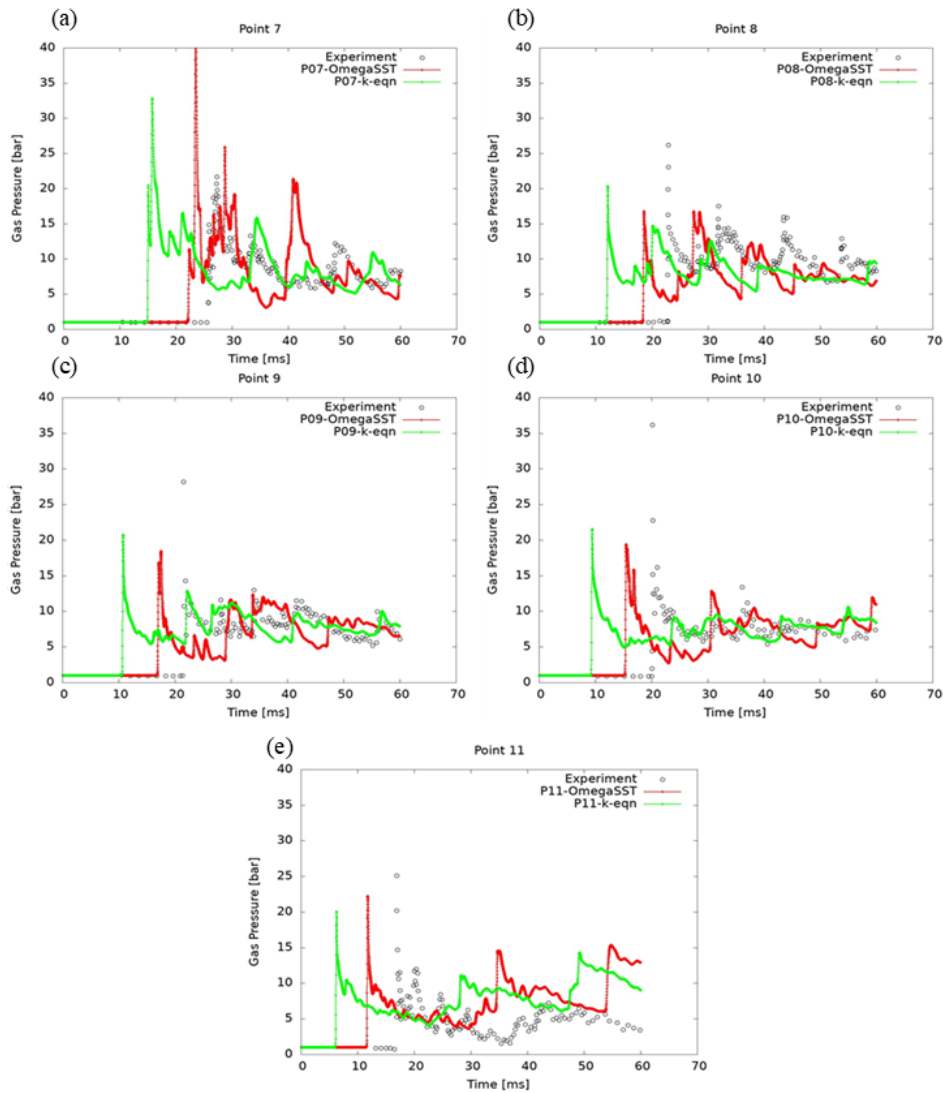 (a)
Point 7
Experiment
P07-OmegaSST
P07-k-eqn
Gas Pressure [bar]
40
35
30
25
20
15
10
5
0
0 10 20 30 40 50 60 70
Time [ms]
(b)
Point 8
Experiment
P08-OmegaSST
P08-k-eqn
Gas Pressure [bar]
40
35
30
25
20
15
10
5
0
0 10 20 30 40 50 60 70
Time [ms]
(c)
Point 9
Experiment
P09-OmegaSST
P09-k-eqn
Gas Pressure [bar]
40
35
30
25
20
15
10
5
0
0 10 20 30 40 50 60 70
Time [ms]
(d)
Point 10
Experiment
P10-OmegaSST
P10-k-eqn
Gas Pressure [bar]
40
35
30
25
20
15
10
5
0
0 10 20 30 40 50 60 70
Time [ms]
(e)
Point 11
Experiment
P11-OmegaSST
P11-k-eqn
Gas Pressure [bar]
40
35
30
25
20
15
10
5
0
0 10 20 30 40 50 60 70
Time [ms]